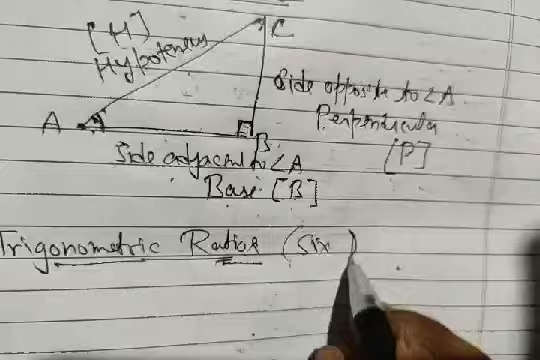 [H]
Hypotenus
C
Side opposite to ∠A
Perpendicular
[P]
A
B
Side adjacent to ∠A
Base [B]
Trigonometric Ratios (Six)